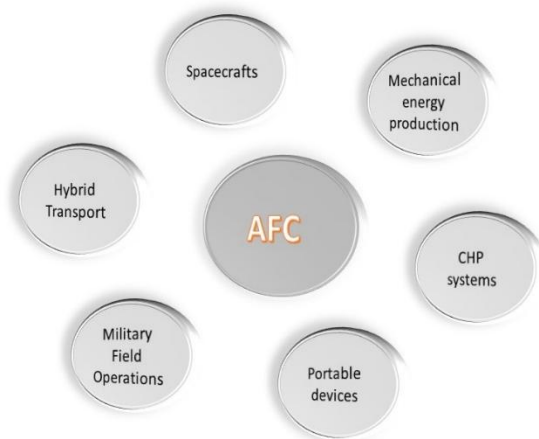 Spacecrafts
Mechanical
energy
production
Hybrid
Transport
AFC
CHP
systems
Military
Field
Operations
Portable
devices